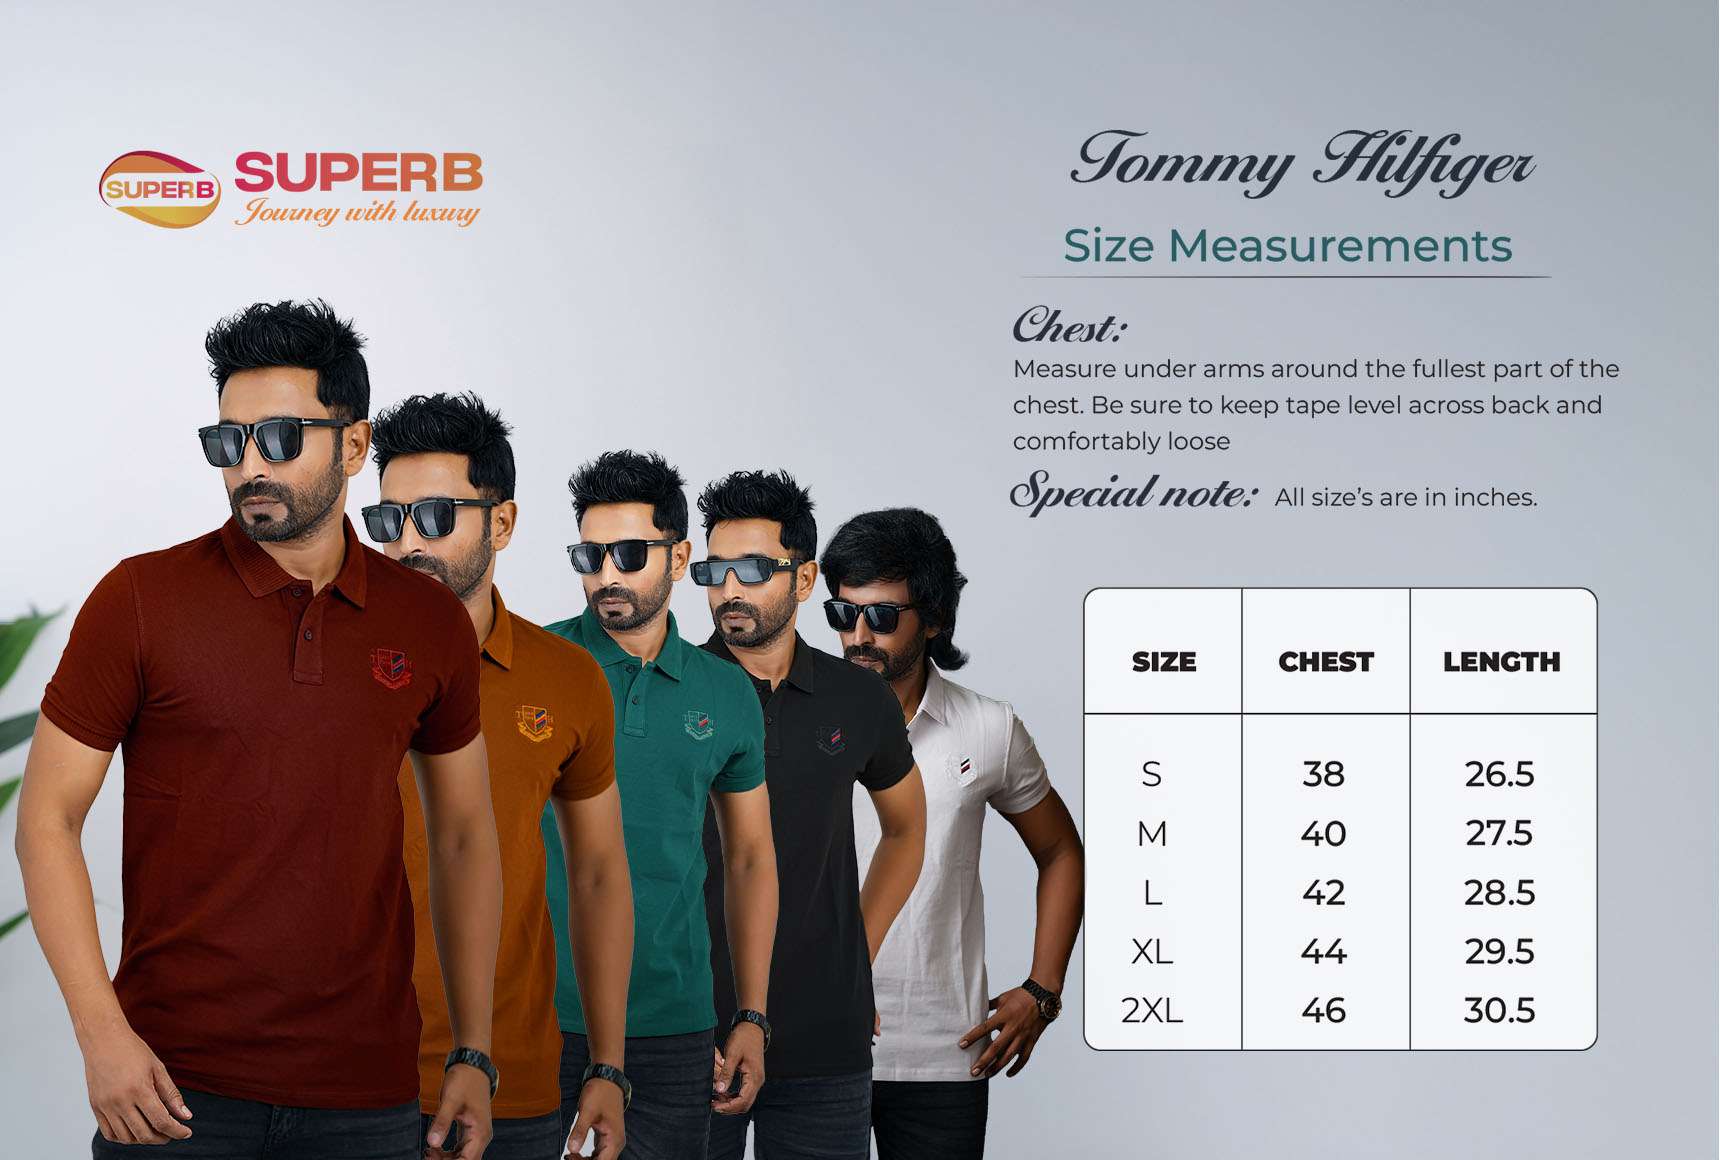 SUPERB
SUPERB
Journey with luxury
Tommy Hilfiger
Size Measurements
Chest:
Measure under arms around the fullest part of the
chest. Be sure to keep tape level across back and
comfortably loose
Special note: All size’s are in inches.
SIZE CHEST LENGTH
S 38 26.5
M 40 27.5
L 42 28.5
XL 44 29.5
2XL 46 30.5
T H
T H
T H